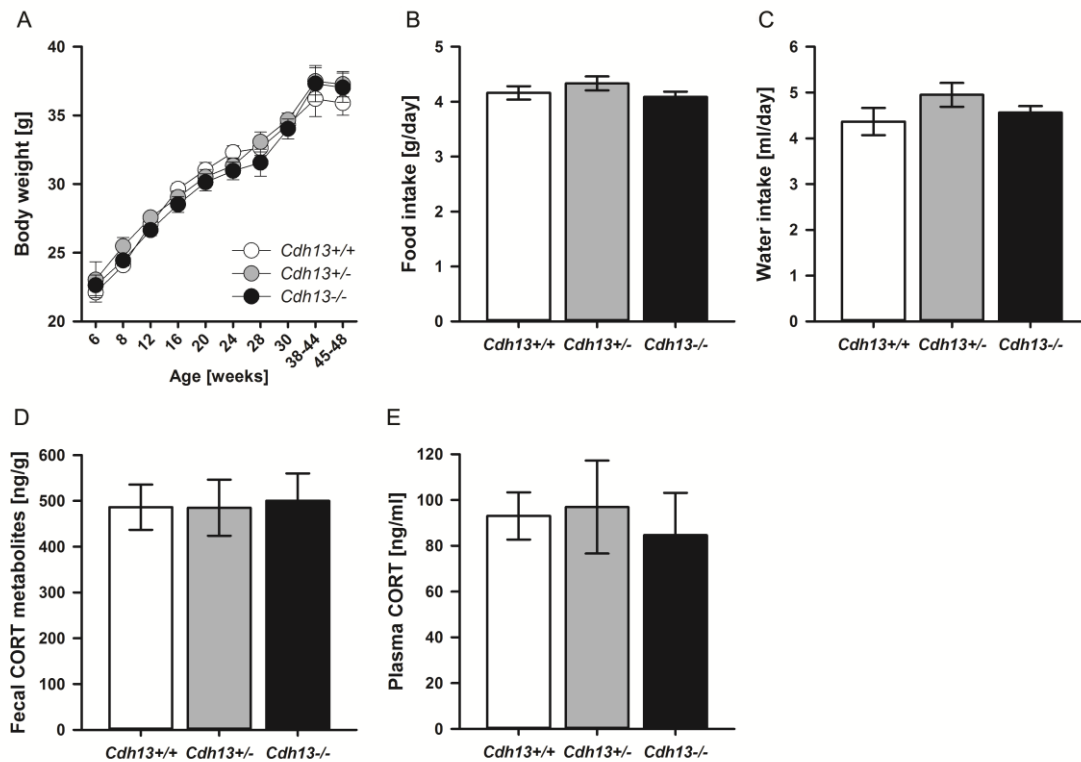 A
Body weight [g]
40
35
30
25
20
Cdh13+/+
Cdh13+/-
Cdh13-/-
6 8 12 16 20 24 28 30 38-44 45-48
Age [weeks]
B
Food intake [g/day]
5
4
3
2
1
0
Cdh13+/+ Cdh13+/- Cdh13-/-
C
Water intake [ml/day]
6
5
4
3
2
1
0
Cdh13+/+ Cdh13+/- Cdh13-/-
D
Fecal CORT metabolites [ng/g]
600
500
400
300
200
100
0
Cdh13+/+ Cdh13+/- Cdh13-/-
E
Plasma CORT [ng/ml]
120
100
80
60
40
20
0
Cdh13+/+ Cdh13+/- Cdh13-/-